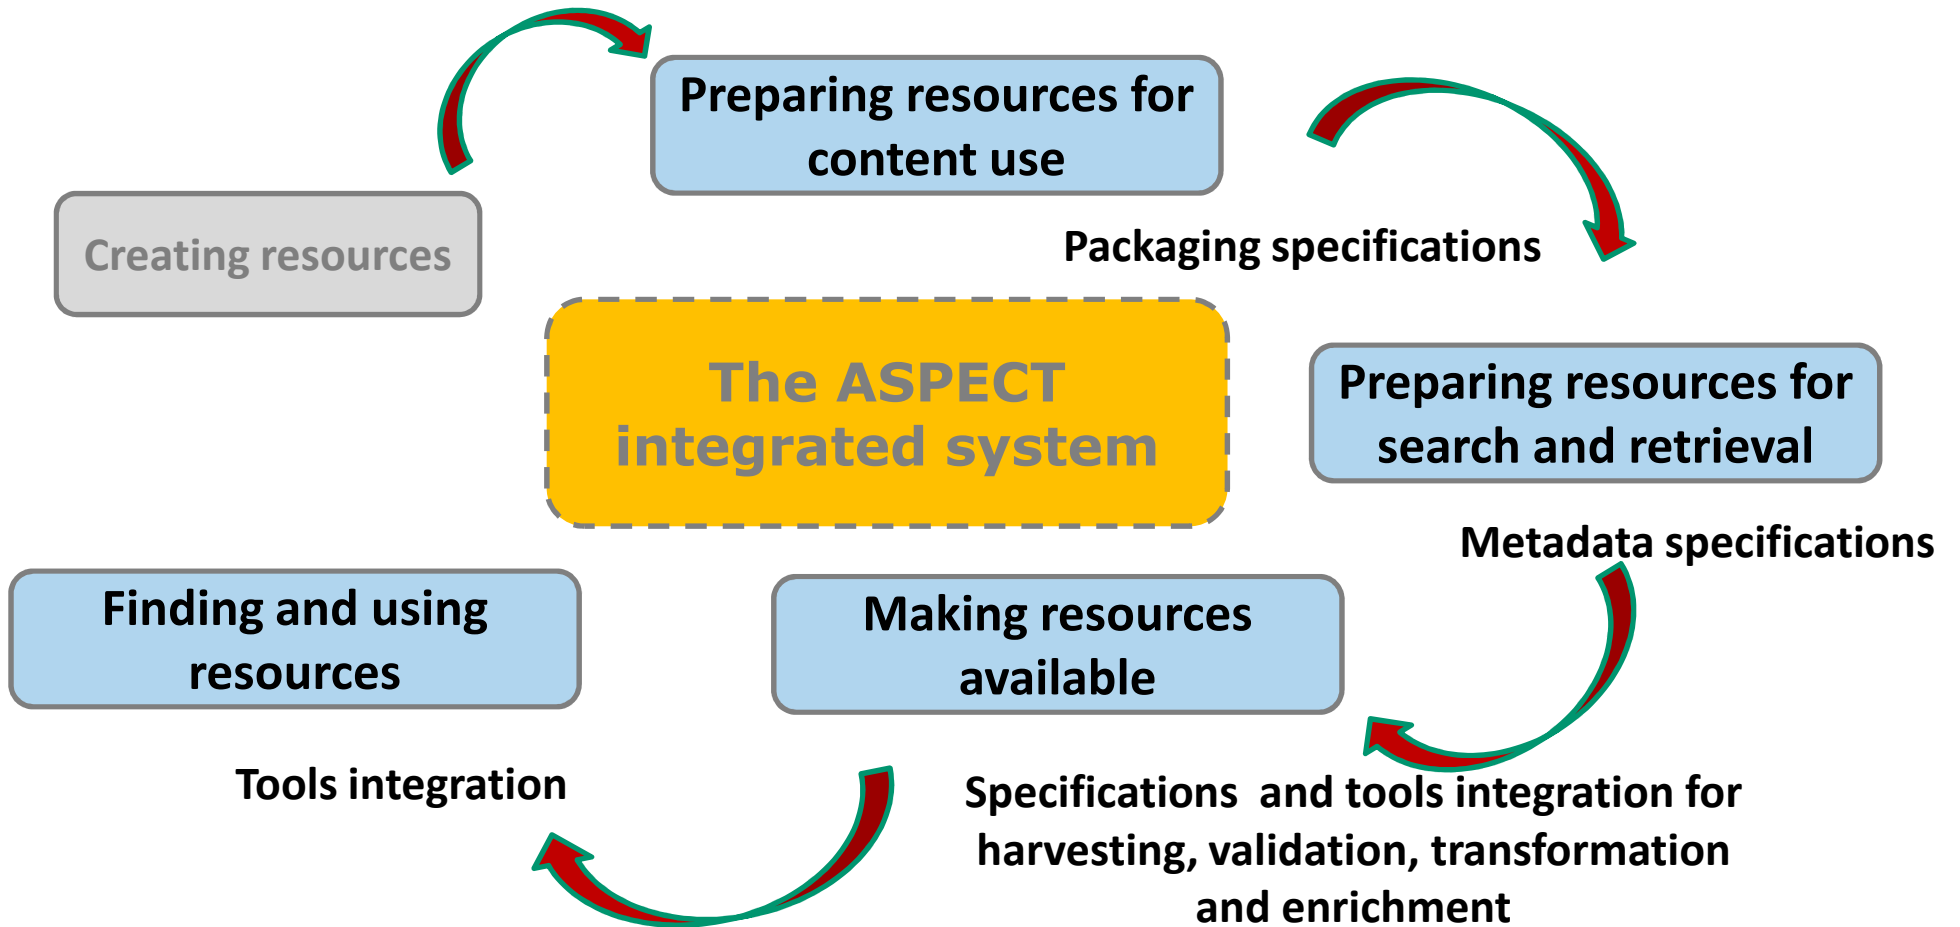 Preparing resources for
content use
Creating resources
Packaging specifications
The ASPECT
integrated system
Preparing resources for
search and retrieval
Metadata specifications
Finding and using
resources
Making resources
available
Tools integration
Specifications  and tools integration for
harvesting, validation, transformation
and enrichment